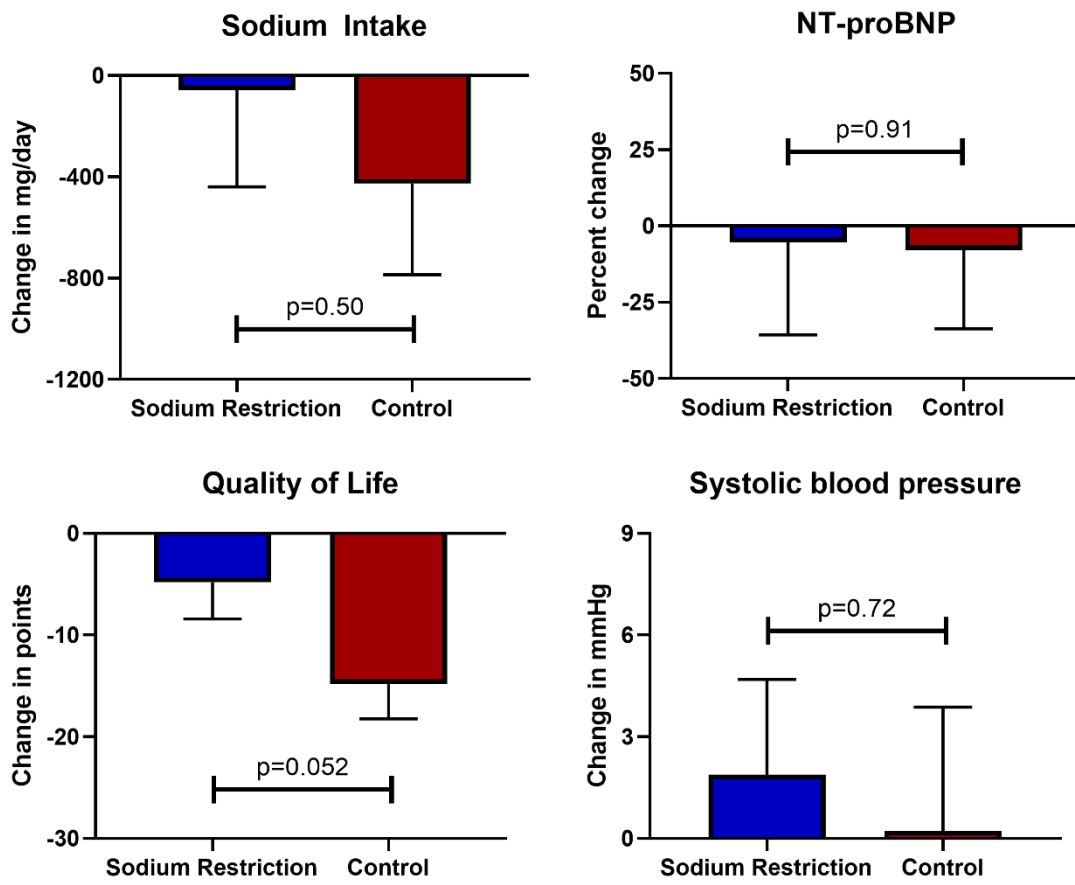 Sodium Intake
Change in mg/day
0
-400
-800
-1200
p=0.50
Sodium Restriction
Control
NT-proBNP
Percent change
50
25
0
-25
-50
p=0.91
Sodium Restriction
Control
Quality of Life
Change in points
0
-10
-20
-30
p=0.052
Sodium Restriction
Control
Systolic blood pressure
Change in mmHg
9
6
3
0
p=0.72
Sodium Restriction
Control